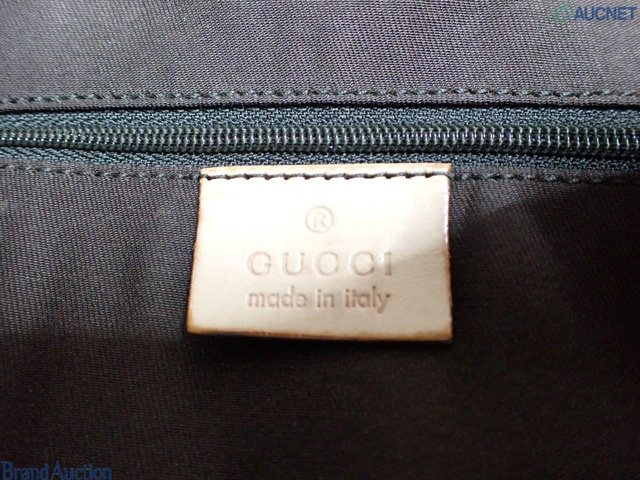 AUCNET
®
GUCCI
made in italy
Brand Auction